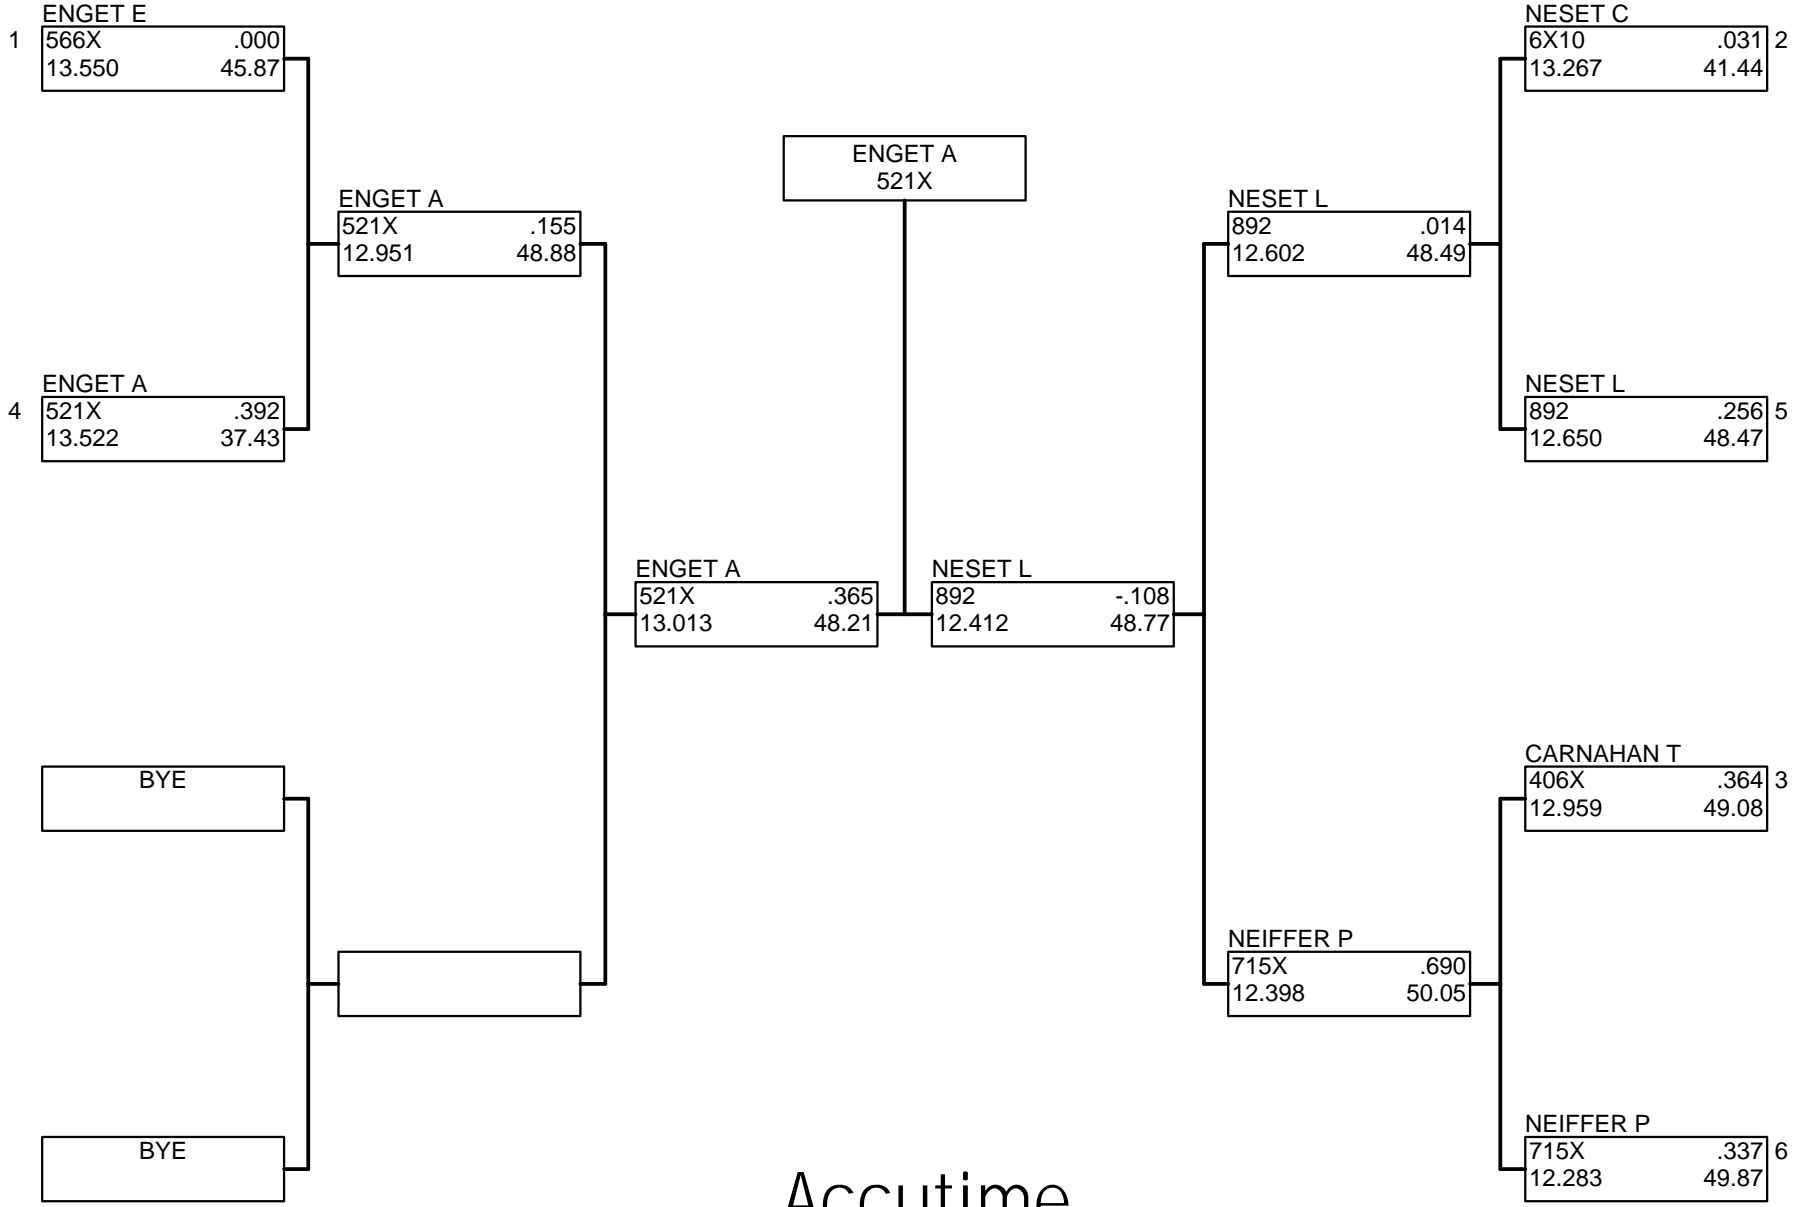 ENGET E
1
566X .000
13.550 45.87
ENGET A
4
521X .392
13.522 37.43
BYE
BYE
ENGET A
521X .155
12.951 48.88
ENGET A
521X .365
13.013 48.21
ENGET A
521X
NESET L
892 -.108
12.412 48.77
NESET L
892 .014
12.602 48.49
NEIFFER P
715X .690
12.398 50.05
NESET C
6X10 .031 2
13.267 41.44
NESET L
892 .256 5
12.650 48.47
CARNAHAN T
406X .364 3
12.959 49.08
NEIFFER P
715X .337 6
12.283 49.87
Accutime